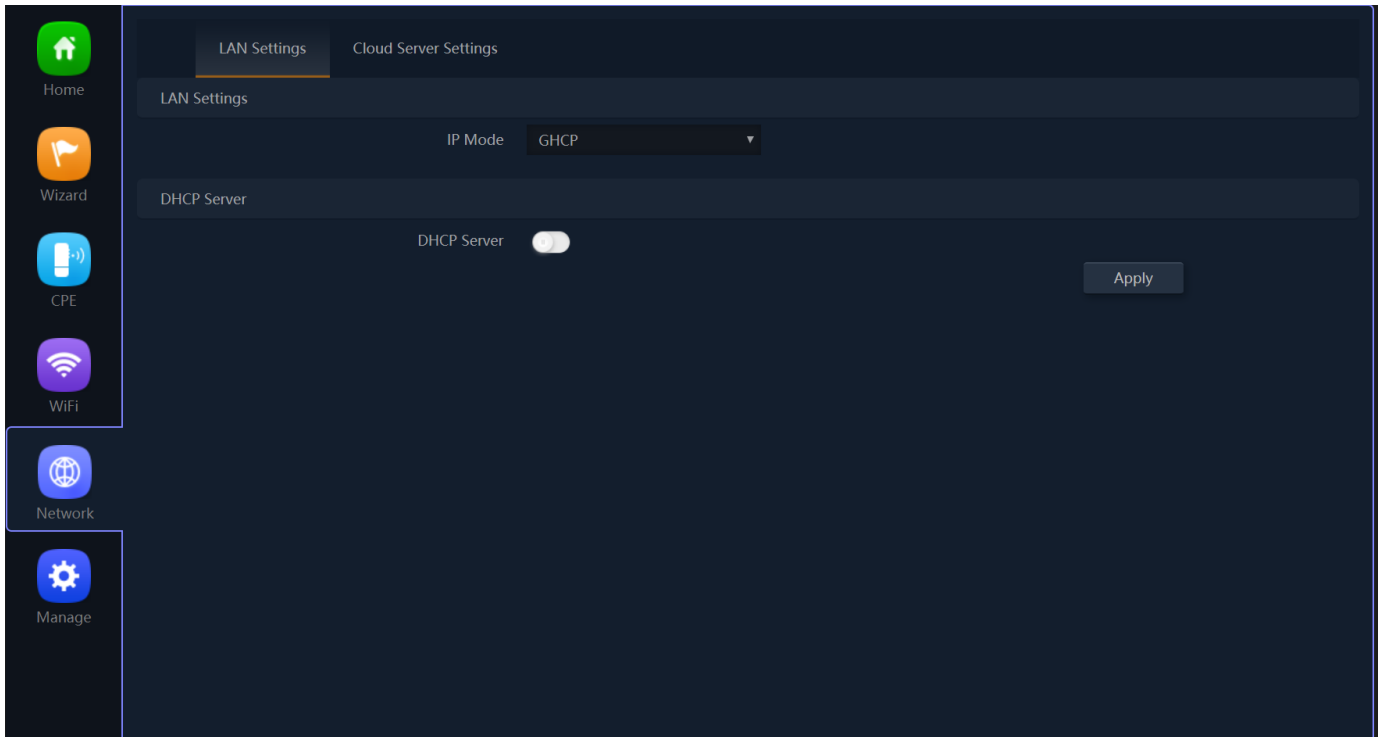 Home
Wizard
CPE
WiFi
Network
Manage
LAN Settings
Cloud Server Settings
LAN Settings
IP Mode
GHCP
DHCP Server
DHCP Server
Apply